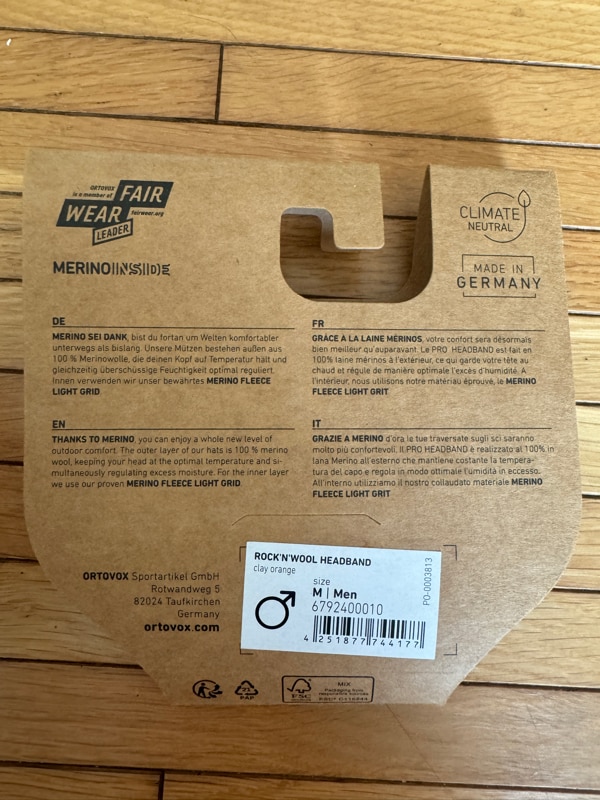 ORTOVOX
is a member of
FAIR
WEAR
fairwear.org
LEADER
MERINOINSIDE
CLIMATE
NEUTRAL
MADE IN
GERMANY
DE
MERINO SEI DANK, bist du fortan um Welten komfortabler
unterwegs als bislang. Unsere Mützen bestehen außen aus
100 % Merinowolle, die deinen Kopf auf Temperatur hält und
gleichzeitig überschüssige Feuchtigkeit optimal reguliert.
Innen verwenden wir unser bewährtes MERINO FLEECE
LIGHT GRID.
FR
GRÂCE À LA LAINE MÉRINOS, votre confort sera désormais
bien meilleur qu'auparavant. Le PRO HEADBAND est fait en
100% laine mérinos à l'extérieur, ce qui garde votre tête au
chaud et régule de manière optimale l'excès d'humidité. À
l'intérieur, nous utilisons notre matériau éprouvé, le MERINO
FLEECE LIGHT GRIT.
EN
THANKS TO MERINO, you can enjoy a whole new level of
outdoor comfort. The outer layer of our hats is 100 % merino
wool, keeping your head at the optimal temperature and si-
multaneously regulating excess moisture. For the inner layer
we use our proven MERINO FLEECE LIGHT GRID.
IT
GRAZIE A MERINO d'ora le tue traversate sugli sci saranno
molto più confortevoli. Il PRO HEADBAND è realizzato al 100% in
lana Merino all'esterno che mantiene costante la tempera-
tura del capo e regola in modo ottimale l'umidità in eccesso.
All'interno utilizziamo il nostro collaudato materiale MERINO
FLEECE LIGHT GRIT
ORTOVOX Sportartikel GmbH
Rotwandweg 5
82024 Taufkirchen
Germany
ortovox.com
ROCK'N'WOOL HEADBAND
clay orange
size
M | Men
6792400010
4 251877 744177
PO-0003813
21
PAP
FSC
MIX
Packaging from
responsible sources